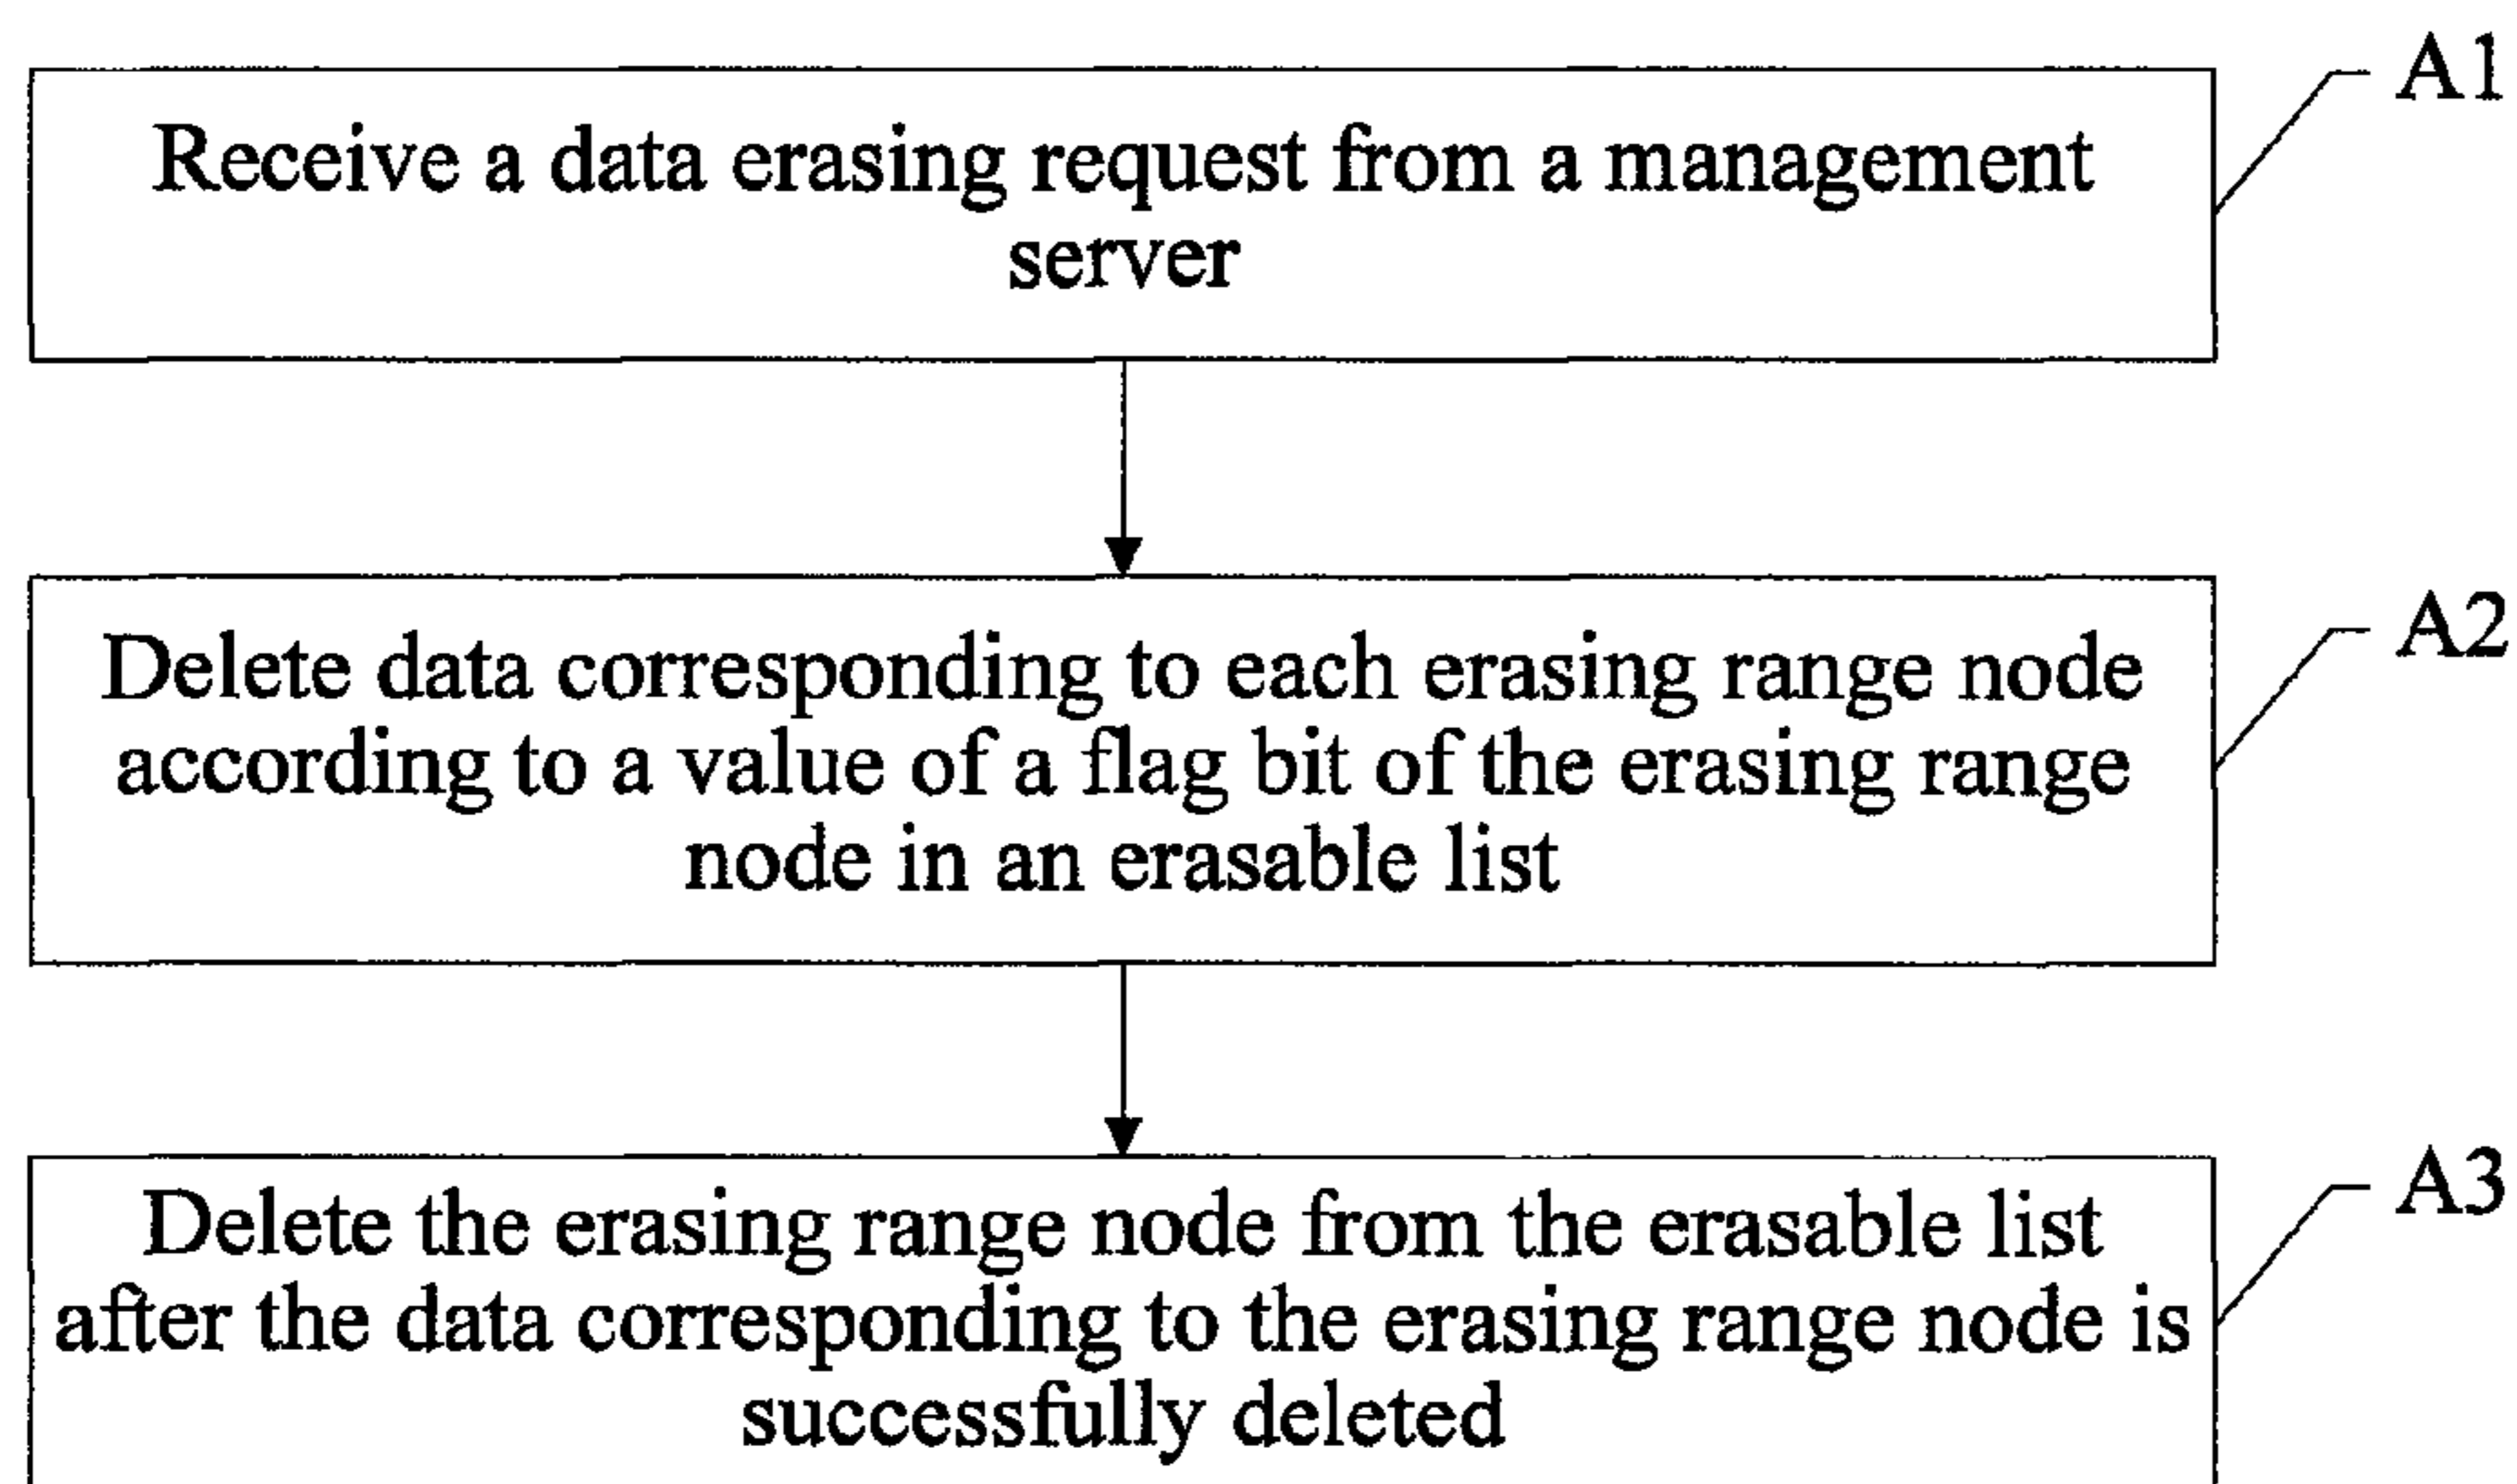 A1
Receive a data erasing request from a management
server
A2
Delete data corresponding to each erasing range node
according to a value of a flag bit of the erasing range
node in an erasable list
A3
Delete the erasing range node from the erasable list
after the data corresponding to the erasing range node is
successfully deleted